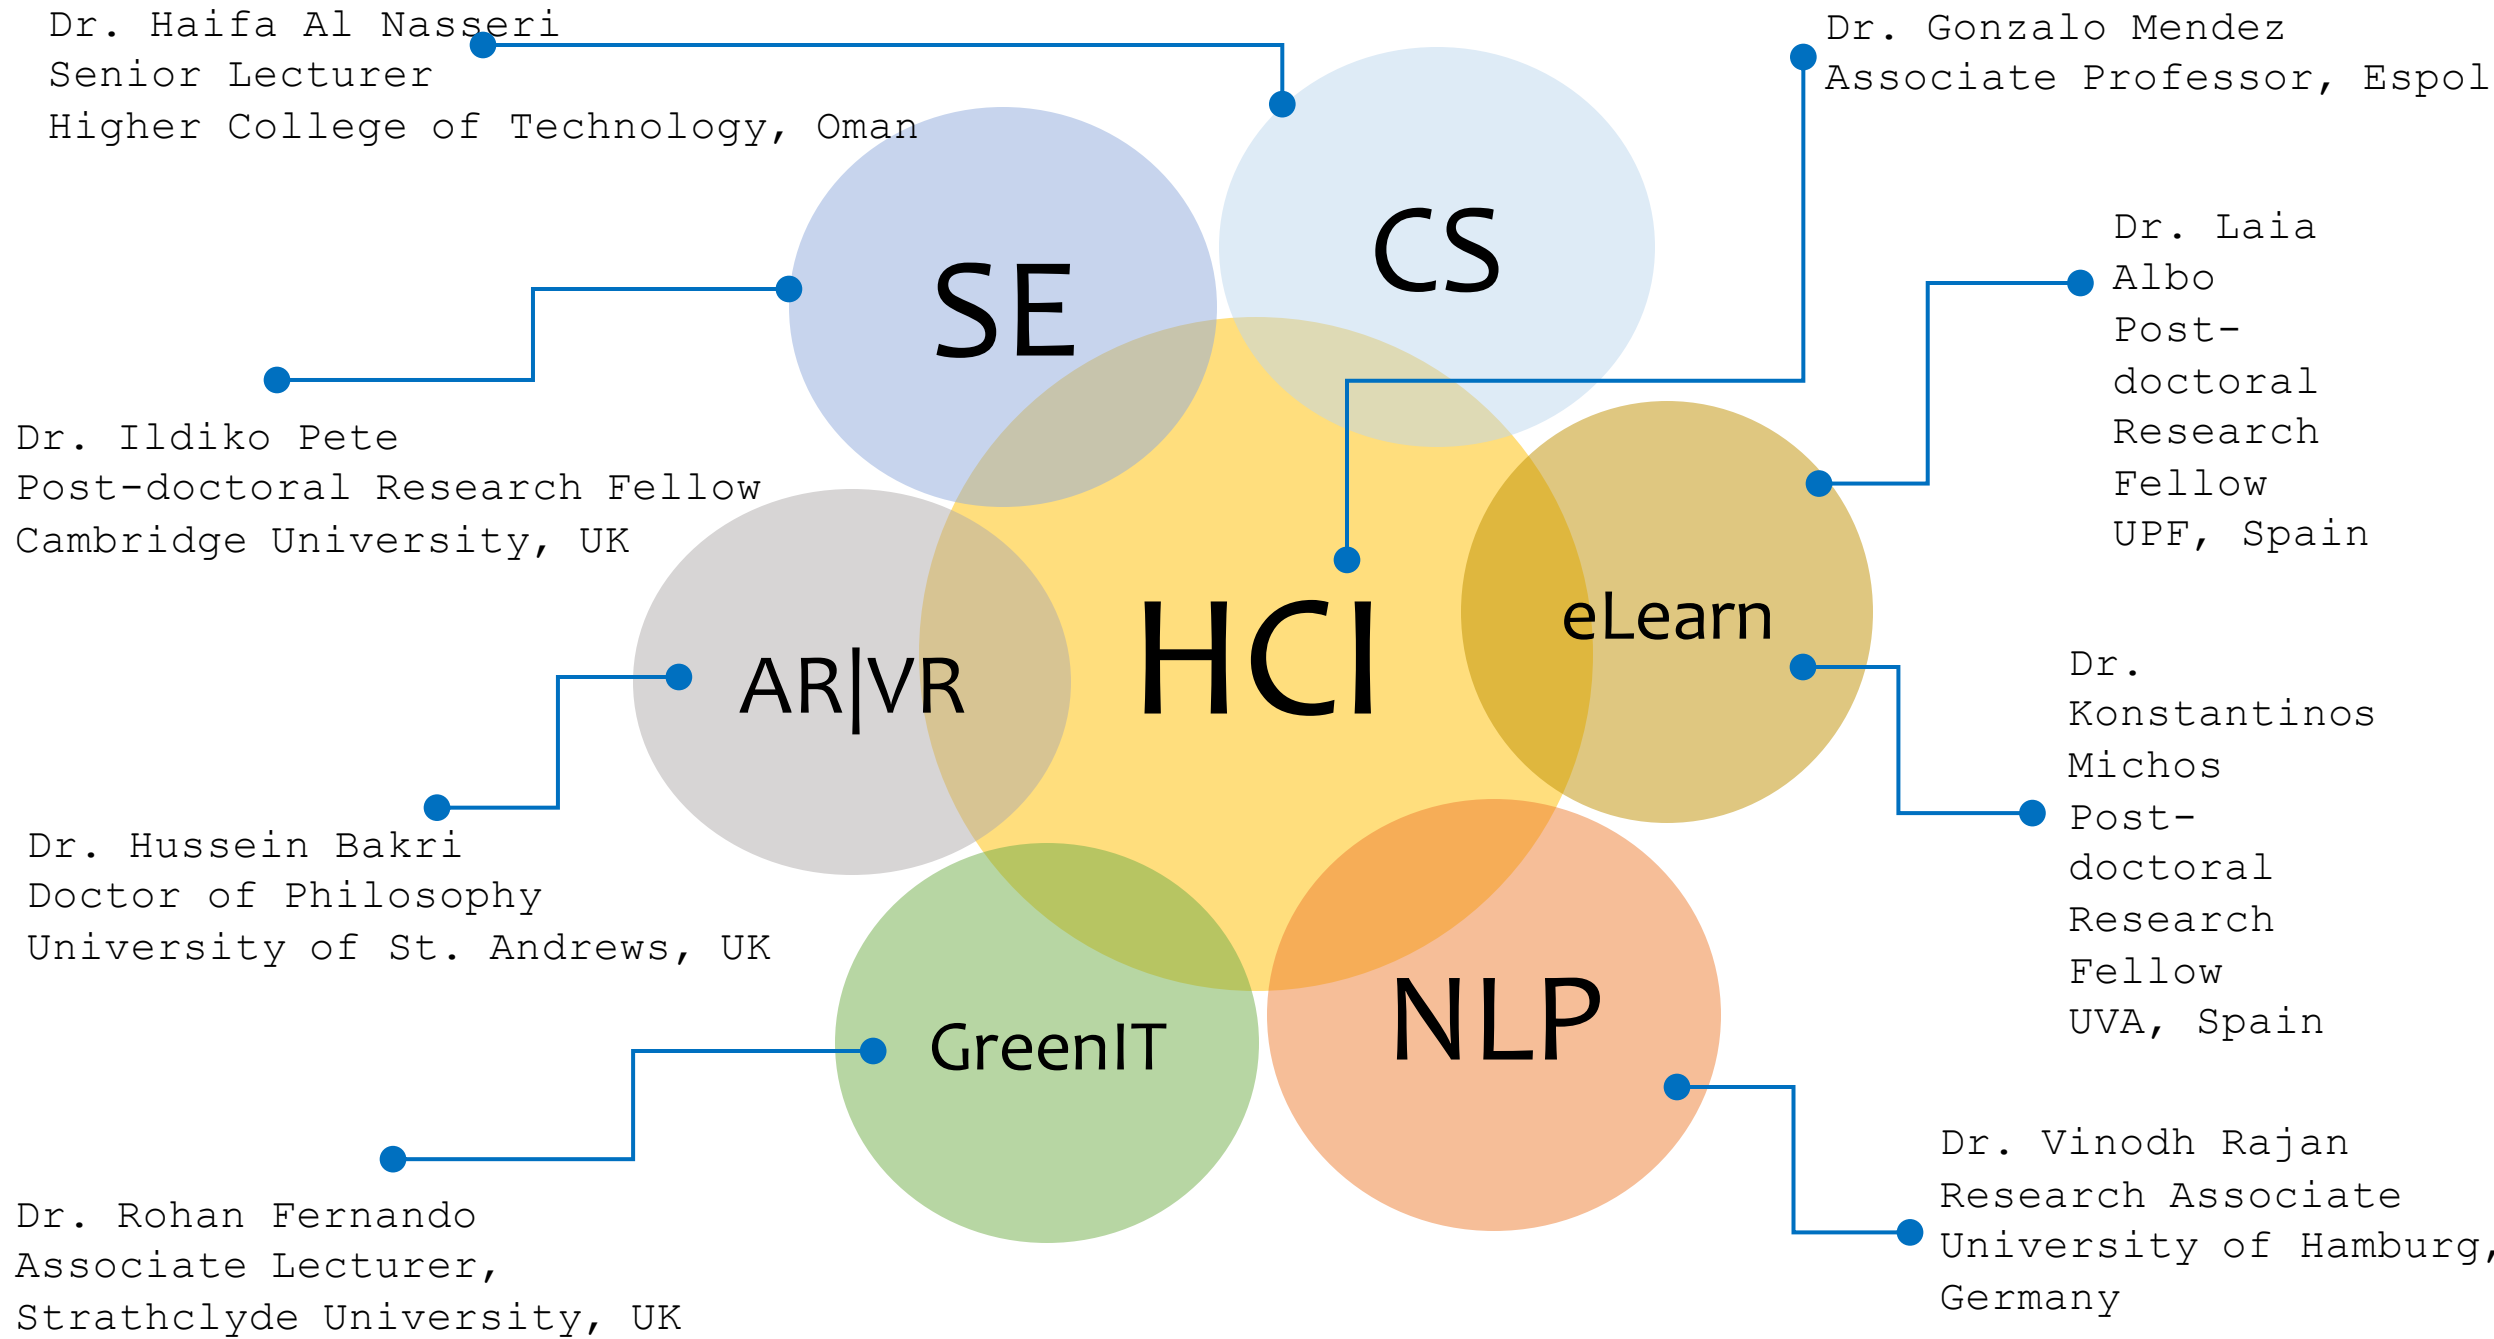 Dr. Haifa Al Nasseri
Senior Lecturer
Higher College of Technology, Oman
Dr. Gonzalo Mendez
Associate Professor, Espol
CS
SE
Dr. Laia
Albo
Post-
doctoral
Research
Fellow
UPF, Spain
Dr. Ildiko Pete
Post-doctoral Research Fellow
Cambridge University, UK
HCI
eLearn
AR|VR
Dr.
Konstantinos
Michos
Post-
doctoral
Research
Fellow
UVA, Spain
Dr. Hussein Bakri
Doctor of Philosophy
University of St. Andrews, UK
NLP
GreenIT
Dr. Vinodh Rajan
Research Associate
University of Hamburg,
Germany
Dr. Rohan Fernando
Associate Lecturer,
Strathclyde University, UK